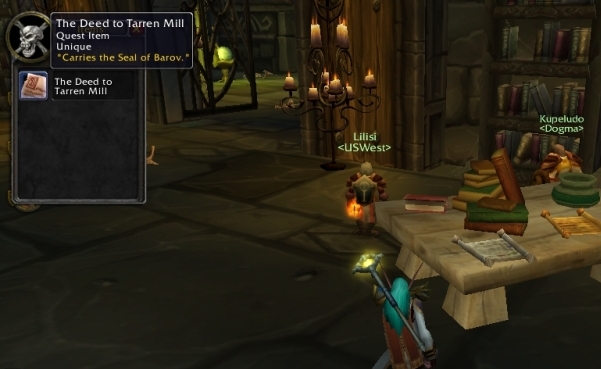 The Deed to Tarren Mill
Quest Item
Unique
"Carries the Seal of Barov."
The Deed to
Tarren Mill
Lilisi
<USWest>
Kupeludo
<Dogma>